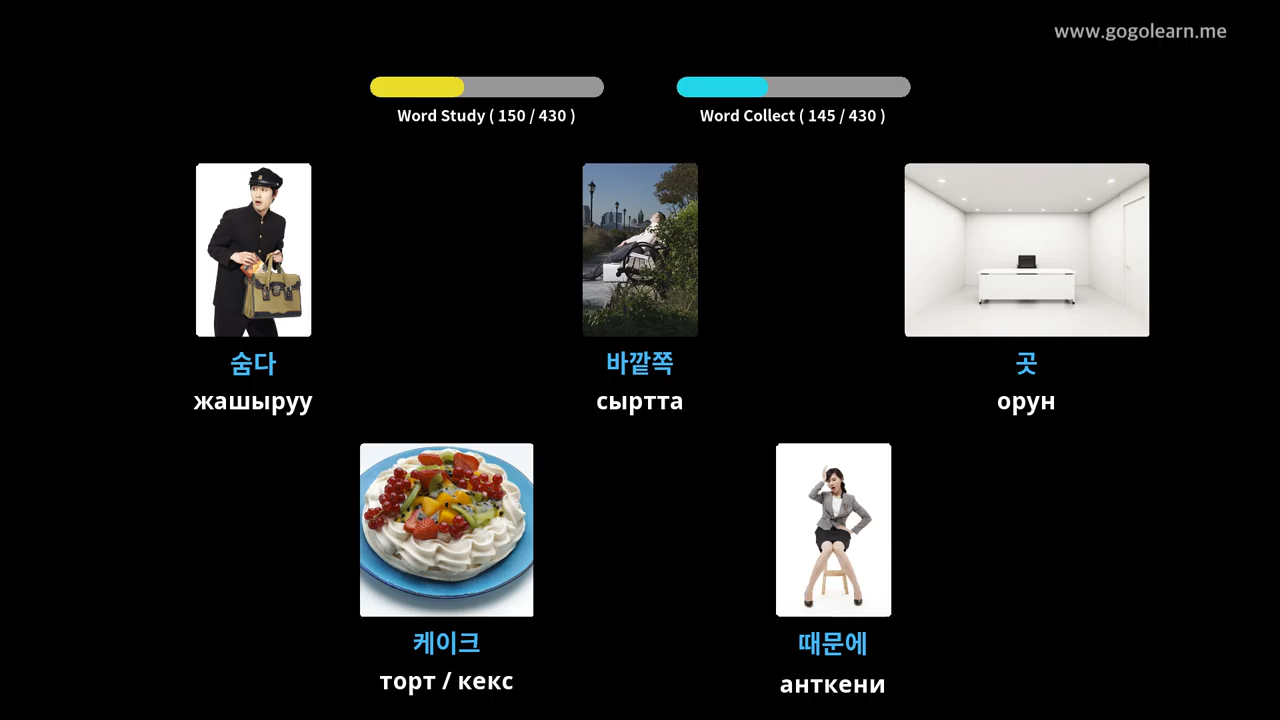 www.gogolearn.me
Word Study ( 150 / 430 )
Word Collect ( 145 / 430 )
숨다
жашыруу
바깥쪽
сыртта
곳
орун
케이크
торт / кекс
때문에
анткени